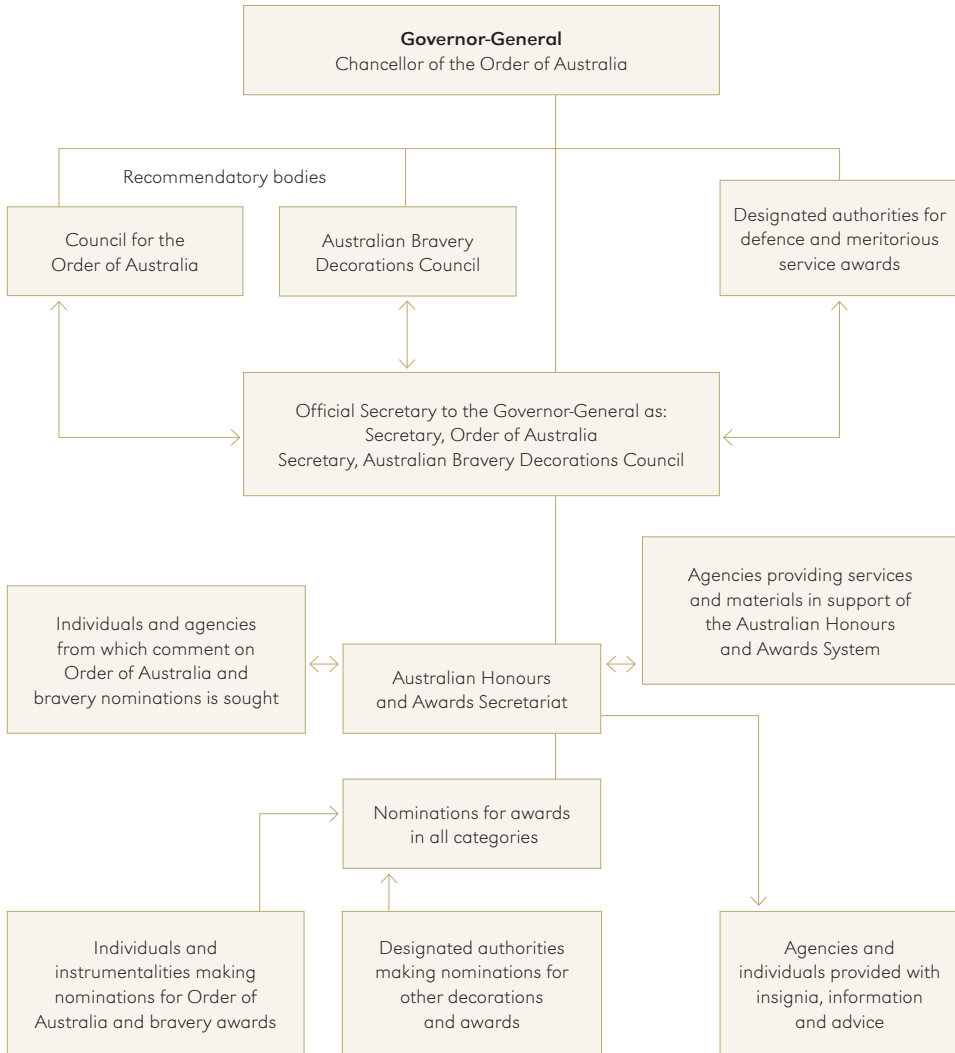 Governor-General
Chancellor of the Order of Australia
Recommendatory bodies
Council for the
Order of Australia
Australian Bravery
Decorations Council
Designated authorities for
defence and meritorious
service awards
Official Secretary to the Governor-General as:
Secretary, Order of Australia
Secretary, Australian Bravery Decorations Council
Individuals and agencies
from which comment on
Order of Australia and
bravery nominations is sought
Australian Honours
and Awards Secretariat
Agencies providing services
and materials in support of
the Australian Honours
and Awards System
Nominations for awards
in all categories
Individuals and
instrumentalities making
nominations for Order of
Australia and bravery awards
Designated authorities
making nominations for
other decorations
and awards
Agencies and
individuals provided with
insignia, information
and advice